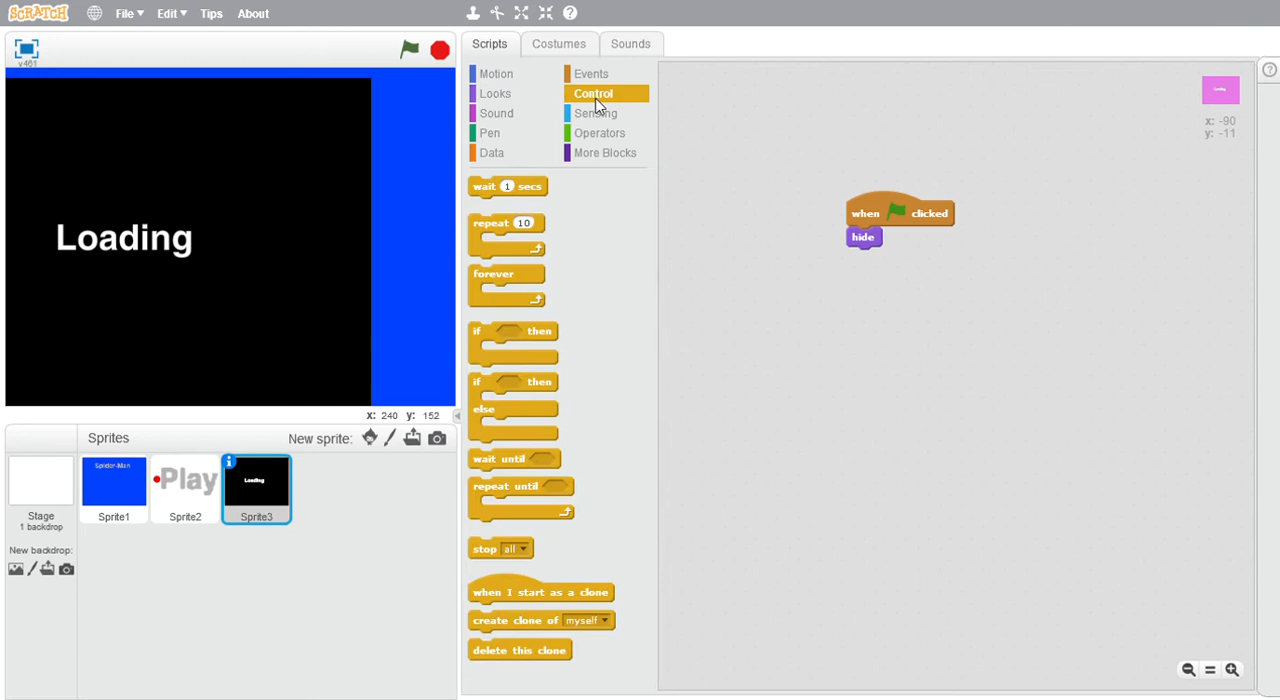 SCRATCH File Edit Tips About
v461
Scripts Costumes Sounds
Motion Events
Looks Control
Sound Sensing
Pen Operators
Data More Blocks
Loading
wait 1 secs
repeat 10
forever
if then
if then
else
wait until
repeat until
stop all
when I start as a clone
create clone of myself
delete this clone
when clicked
hide
Loading
x: -90
y: -11
x: 240 y: 152
Sprites New sprite:
Stage
1 backdrop
New backdrop:
Spider-Man
Sprite1
Play
Sprite2
Loading
Sprite3